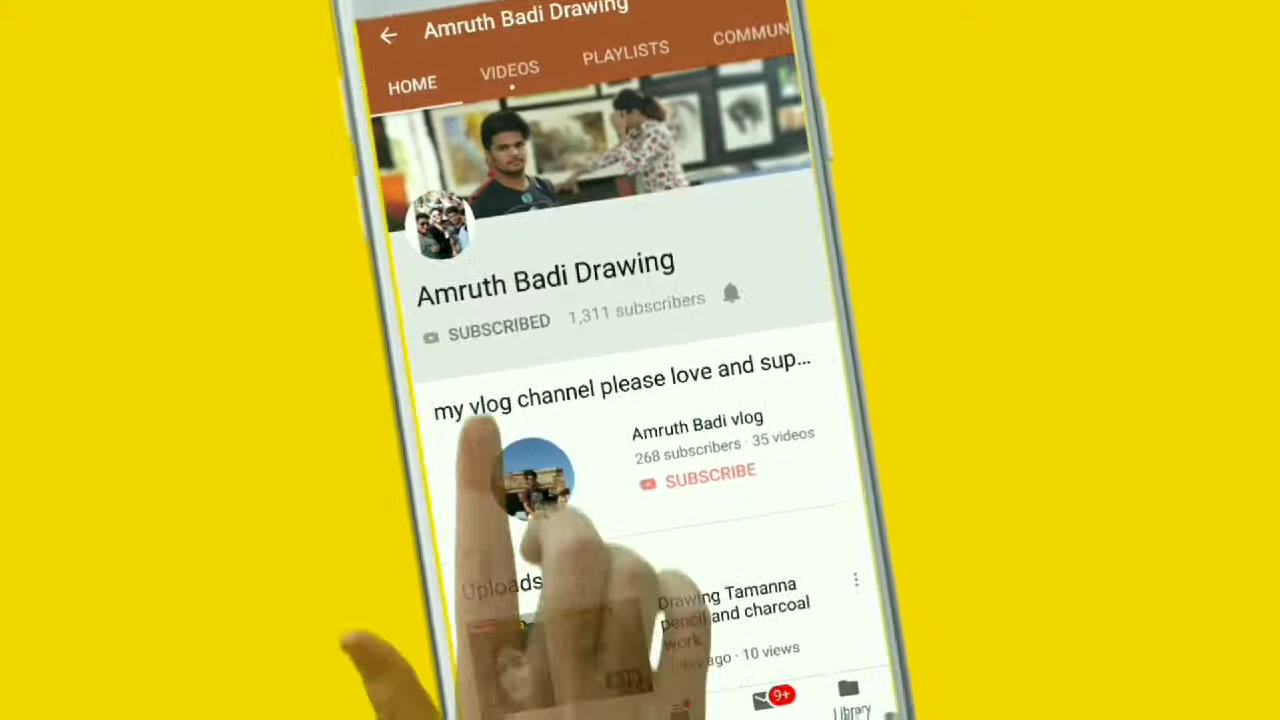 Amruth Badi Drawing
HOME VIDEOS PLAYLISTS COMMUN
Amruth Badi Drawing
SUBSCRIBED 1,311 subscribers
my vlog channel please love and sup...
Amruth Badi vlog
268 subscribers · 35 videos
SUBSCRIBE
Uploads
Drawing Tamanna
pencil and charcoal
work
ago · 10 views
9+
Library